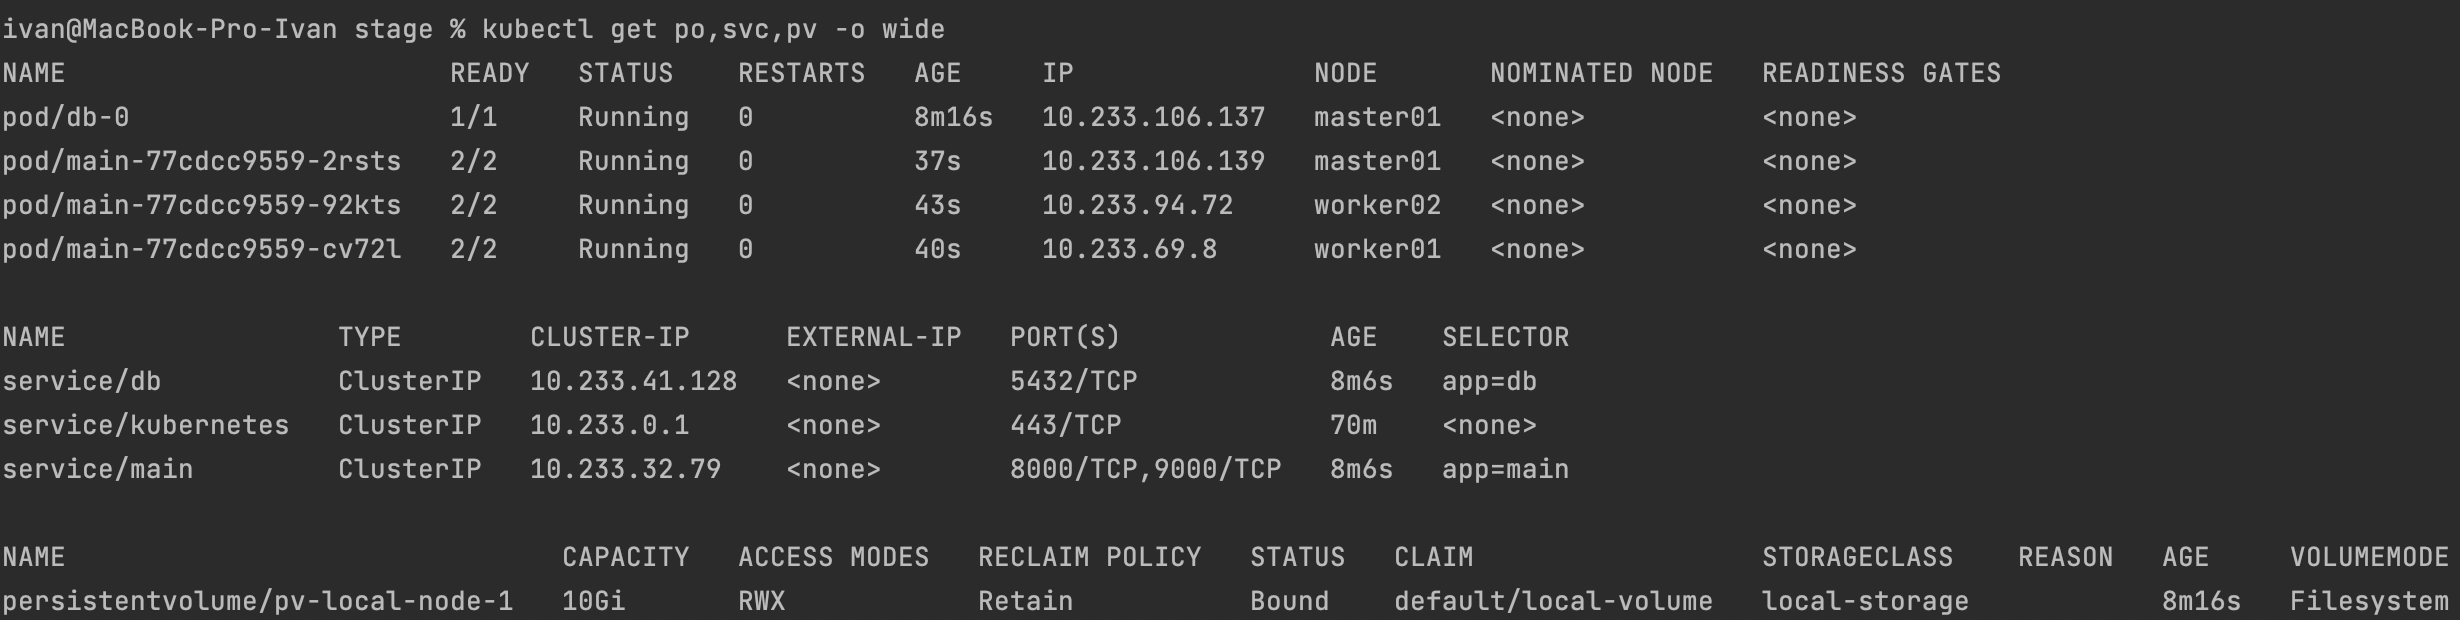 ivan@MacBook-Pro-Ivan stage % kubectl get po,svc,pv -o wide
NAME                        READY   STATUS    RESTARTS   AGE     IP               NODE       NOMINATED NODE   READINESS GATES
pod/db-0                    1/1     Running   0          8m16s   10.233.106.137   master01   <none>           <none>
pod/main-77cdcc9559-2rsts   2/2     Running   0          37s     10.233.106.139   master01   <none>           <none>
pod/main-77cdcc9559-92kts   2/2     Running   0          43s     10.233.94.72     worker02   <none>           <none>
pod/main-77cdcc9559-cv72l   2/2     Running   0          40s     10.233.69.8      worker01   <none>           <none>

NAME                 TYPE        CLUSTER-IP      EXTERNAL-IP   PORT(S)             AGE    SELECTOR
service/db           ClusterIP   10.233.41.128   <none>        5432/TCP            8m6s   app=db
service/kubernetes   ClusterIP   10.233.0.1      <none>        443/TCP             70m    <none>
service/main         ClusterIP   10.233.32.79    <none>        8000/TCP,9000/TCP   8m6s   app=main

NAME                               CAPACITY   ACCESS MODES   RECLAIM POLICY   STATUS   CLAIM                  STORAGECLASS    REASON   AGE     VOLUMEMODE
persistentvolume/pv-local-node-1   10Gi       RWX            Retain           Bound    default/local-volume   local-storage            8m16s   Filesystem